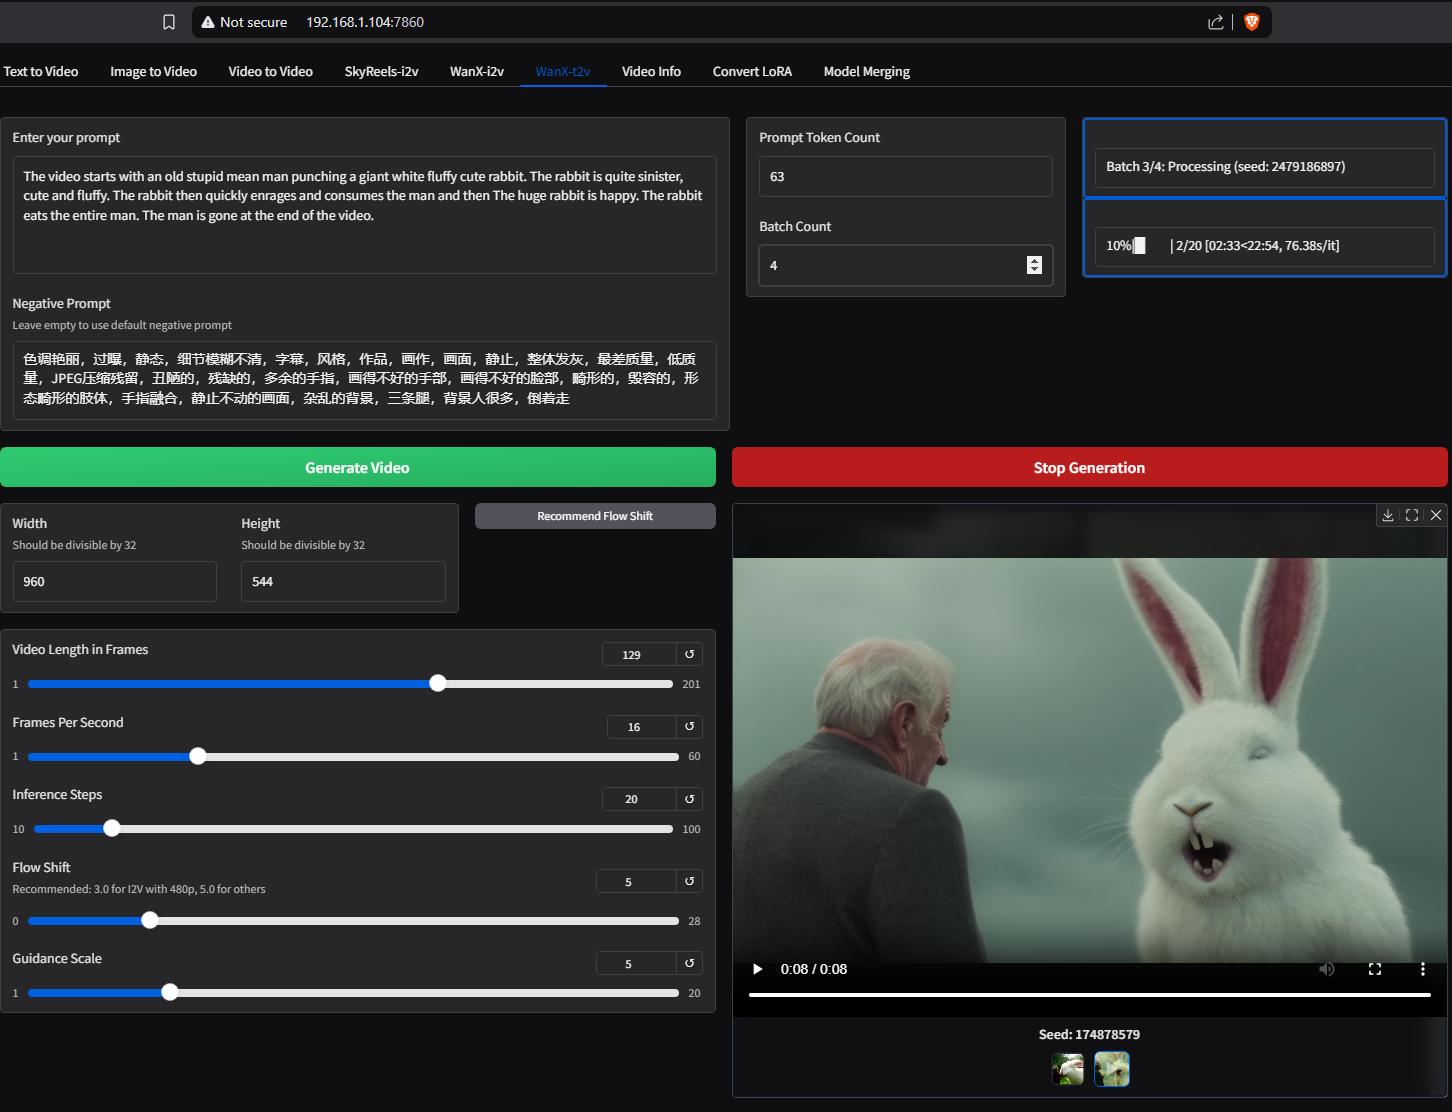 Not secure 192.168.1.104:7860
Text to Video Image to Video Video to Video SkyReels-i2v WanX-i2v WanX-t2v Video Info Convert LoRA Model Merging
Enter your prompt
The video starts with an old stupid mean man punching a giant white fluffy cute rabbit. The rabbit is quite sinister,
cute and fluffy. The rabbit then quickly enrages and consumes the man and then The huge rabbit is happy. The rabbit
eats the entire man. The man is gone at the end of the video.
Negative Prompt
Leave empty to use default negative prompt
色调艳丽，过曝，静态，细节模糊不清，字幕，风格，作品，画作，画面，静止，整体发灰，最差质量，低质
量，JPEG压缩残留，丑陋的，残缺的，多余的手指，画得不好的手部，画得不好的脸部，畸形的，毁容的，形
态畸形的肢体，手指融合，静止不动的画面，杂乱的背景，三条腿，背景人很多，倒着走
Prompt Token Count
63
Batch Count
4
Batch 3/4: Processing (seed: 2479186897)
10%|█ | 2/20 [02:33<22:54, 76.38s/it]
Generate Video
Stop Generation
Width
Should be divisible by 32
960
Height
Should be divisible by 32
544
Recommend Flow Shift
Video Length in Frames
129 ↺
1 201
Frames Per Second
16 ↺
1 60
Inference Steps
20 ↺
10 100
Flow Shift
Recommended: 3.0 for I2V with 480p, 5.0 for others
5 ↺
0 28
Guidance Scale
5 ↺
1 20
0:08 / 0:08
Seed: 174878579